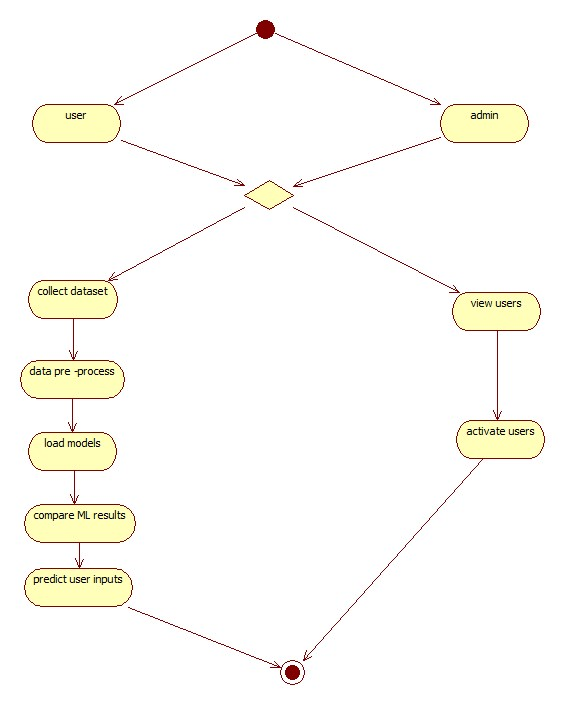 user
admin
collect dataset
view users
data pre -process
activate users
load models
compare ML results
predict user inputs